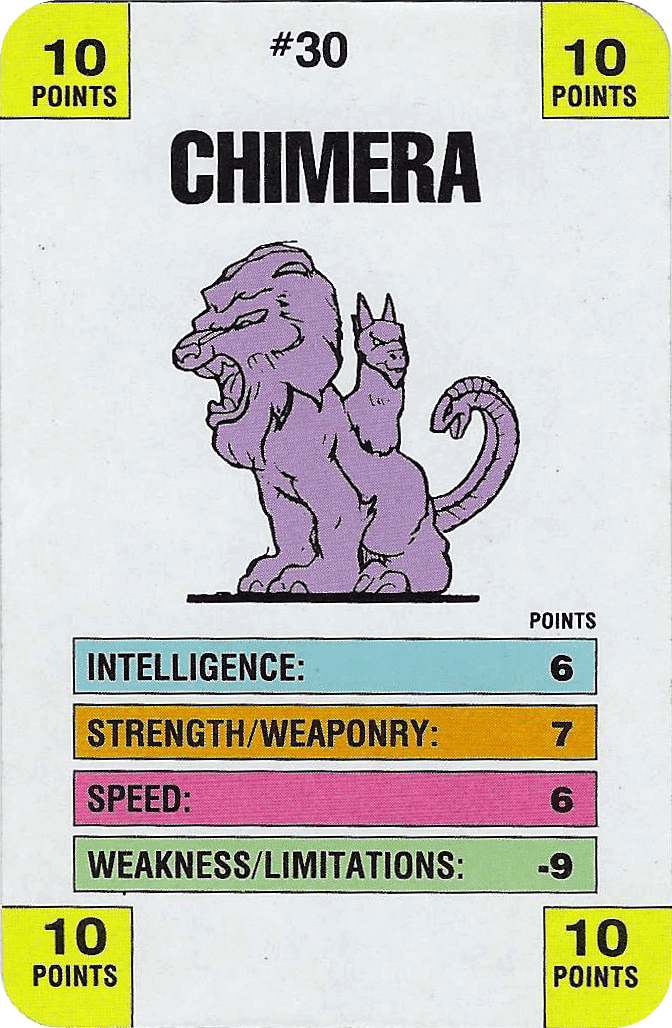 10
POINTS
#30
10
POINTS
CHIMERA
POINTS
INTELLIGENCE: 6
STRENGTH/WEAPONRY: 7
SPEED: 6
WEAKNESS/LIMITATIONS: -9
10
POINTS
10
POINTS